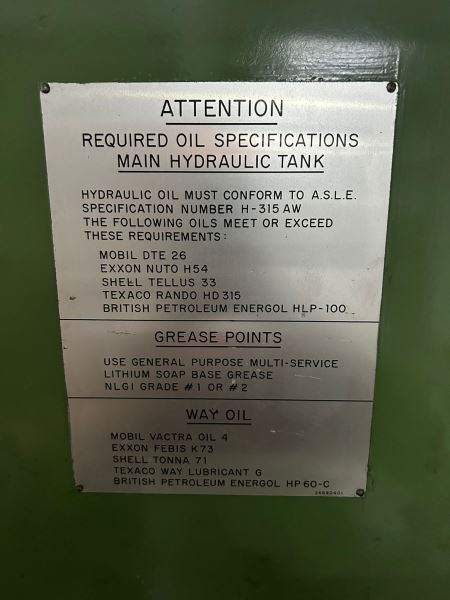 ATTENTION
REQUIRED OIL SPECIFICATIONS
MAIN HYDRAULIC TANK
HYDRAULIC OIL MUST CONFORM TO A.S.L.E.
SPECIFICATION NUMBER H-315 AW
THE FOLLOWING OILS MEET OR EXCEED
THESE REQUIREMENTS:
MOBIL DTE 26
EXXON NUTO H54
SHELL TELLUS 33
TEXACO RANDO HD 315
BRITISH PETROLEUM ENERGOL HLP-100
GREASE POINTS
USE GENERAL PURPOSE MULTI-SERVICE
LITHIUM SOAP BASE GREASE
NLGI GRADE #1 OR #2
WAY OIL
MOBIL VACTRA OIL 4
EXXON FEBIS K73
SHELL TONNA 71
TEXACO WAY LUBRICANT G
BRITISH PETROLEUM ENERGOL HP 60-C